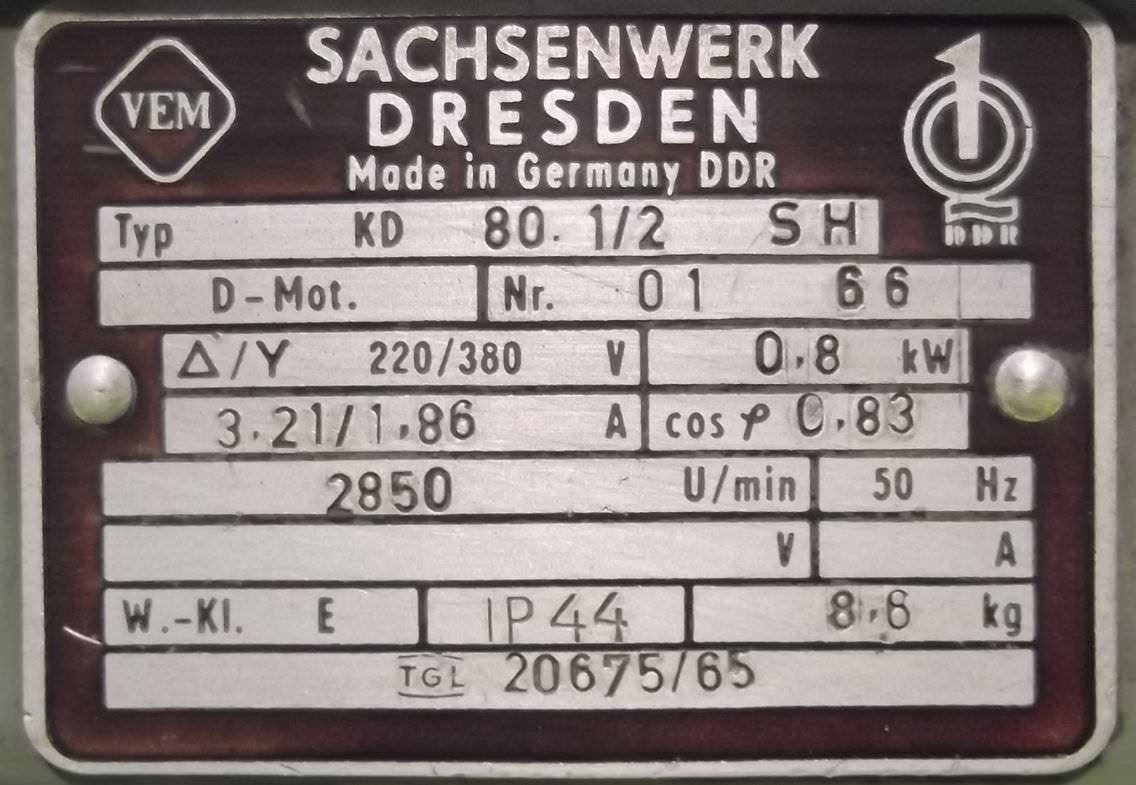 VEM
SACHSENWERK
DRESDEN
Made in Germany DDR
1
DDR
Typ KD 80.1/2 SH
D-Mot. Nr. 01 66
Δ/Y 220/380 V 0,8 kW
3.21/1,86 A cos φ 0,83
2850 U/min 50 Hz
V A
W.-Kl. E IP44 8,8 kg
TGL 20675/65